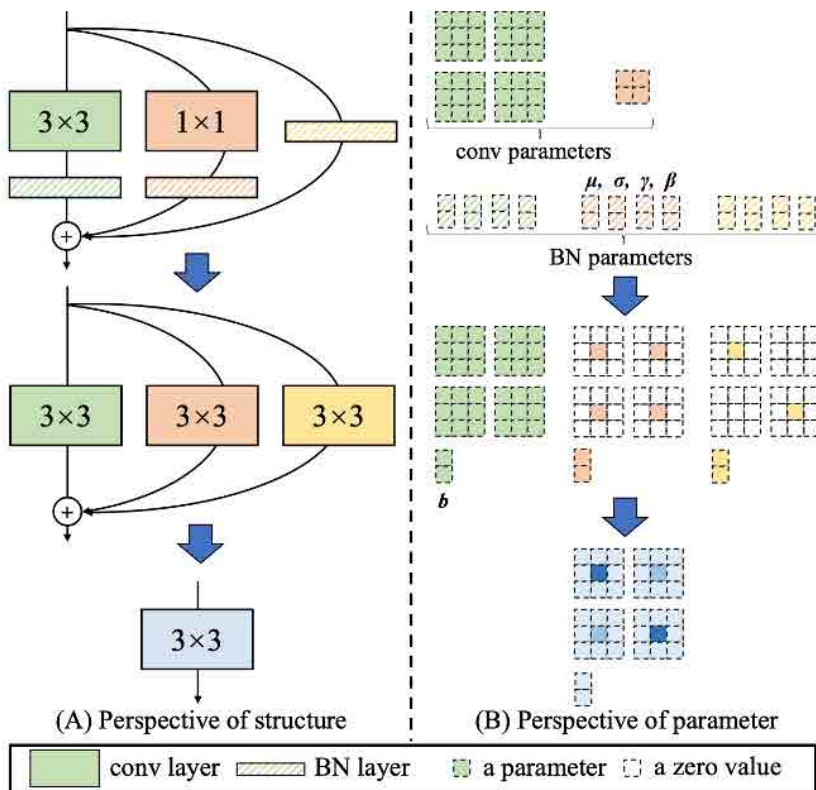 3×3
1×1
conv parameters
μ, σ, γ, β
+
BN parameters
3×3
3×3
3×3
b
+
3×3
(A) Perspective of structure
(B) Perspective of parameter
conv layer
BN layer
a parameter
a zero value